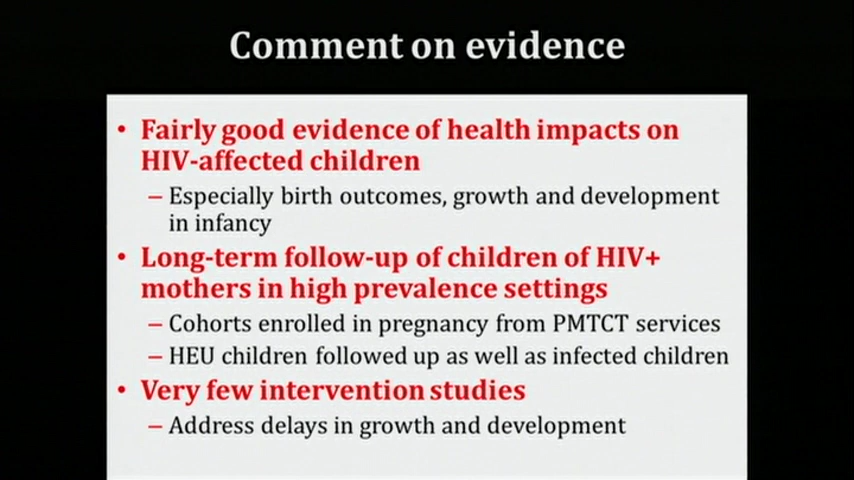 Comment on evidence
• Fairly good evidence of health impacts on
HIV-affected children
– Especially birth outcomes, growth and development
in infancy
• Long-term follow-up of children of HIV+
mothers in high prevalence settings
– Cohorts enrolled in pregnancy from PMTCT services
– HEU children followed up as well as infected children
• Very few intervention studies
– Address delays in growth and development